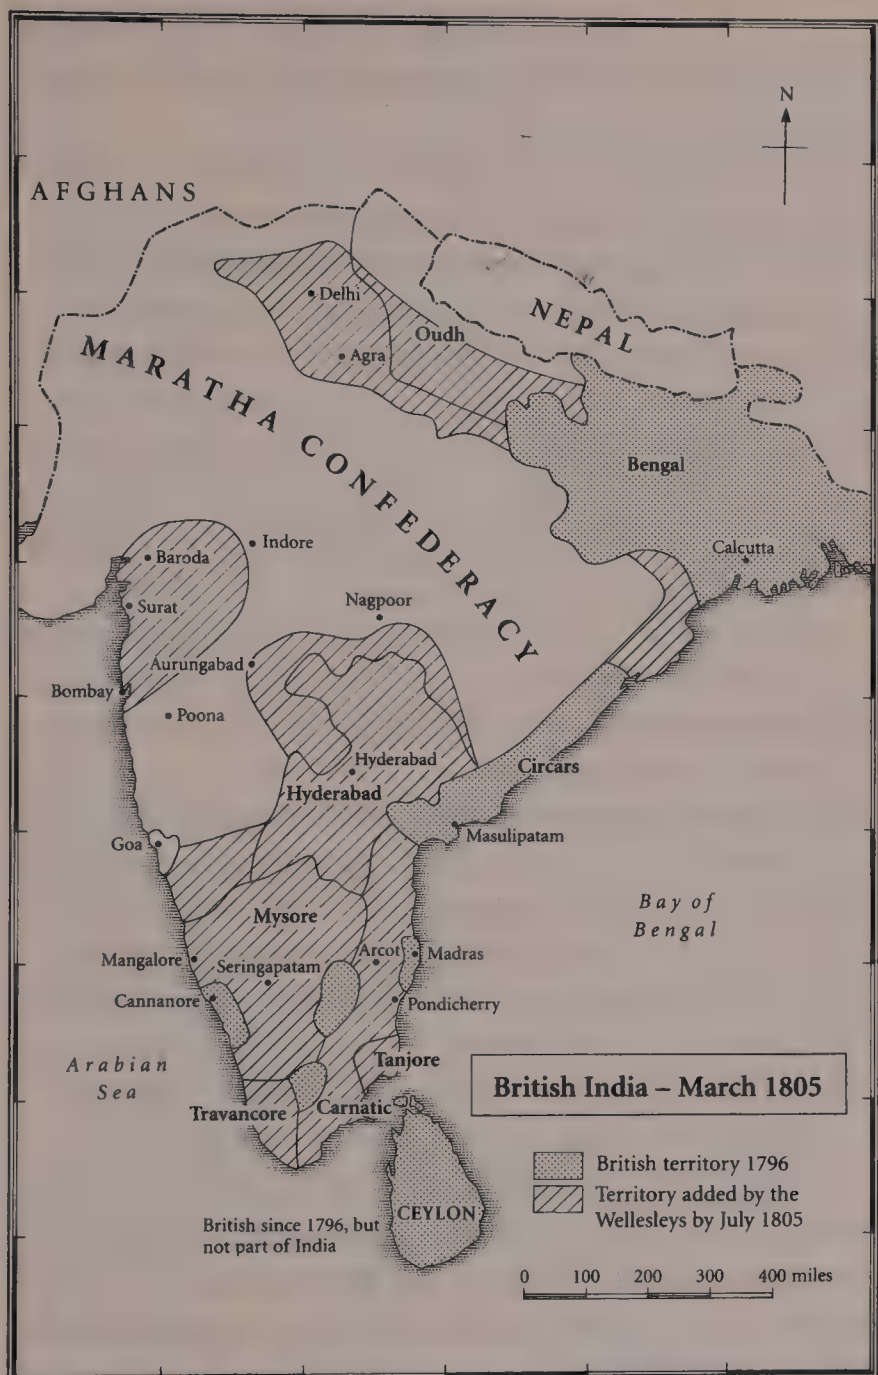 N
AFGHANS
Delhi
Oudh
NEPAL
Agra
MARATHA CONFEDERACY
Bengal
Indore
Baroda
Calcutta
Surat
Nagpoor
Aurungabad
Bombay
Poona
Hyderabad
Circars
Hyderabad
Masulipatam
Goa
Bay of
Bengal
Mysore
Arcot
Madras
Mangalore
Seringapatam
Cannanore
Pondicherry
Arabian
Sea
Tanjore
British India – March 1805
Travancore
Carnatic
British territory 1796
Territory added by the
Wellesleys by July 1805
CEYLON
British since 1796, but
not part of India
0 100 200 300 400 miles